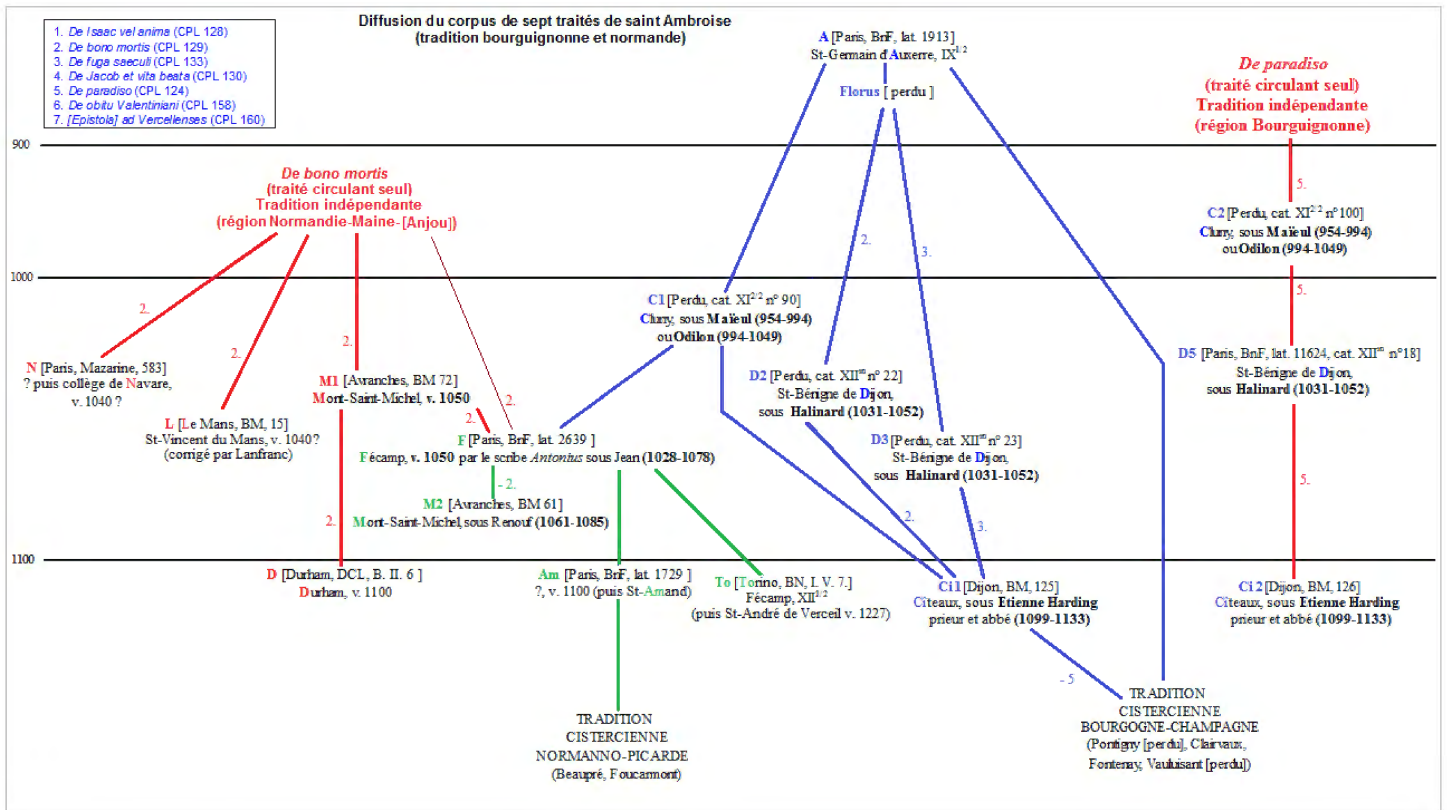 Diffusion du corpus de sept traités de saint Ambroise
(tradition bourguignonne et normande)
1. De Isaac vel anima (CPL 128)
2. De bono mortis (CPL 129)
3. De fuga saeculi (CPL 133)
4. De Jacob et vita beata (CPL 130)
5. De paradiso (CPL 124)
6. De obitu Valentiniani (CPL 158)
7. [Epistola] ad Vercellenses (CPL 160)
A [Paris, BnF, lat. 1913]
St-Germain d'Auxerre, IX1/2
Florus [ perdu ]
De paradiso
(traité circulant seul)
Tradition indépendante
(région Bourguignonne)
900
De bono mortis
(traité circulant seul)
Tradition indépendante
(région Normandie-Maine-[Anjou])
5.
C2 [Perdu, cat. XI2/2 n°100]
Cluny, sous Maïeul (954-994)
ou Odilon (994-1049)
2.
3.
1000
5.
C1 [Perdu, cat. XI2/2 n° 90]
Cluny, sous Maïeul (954-994)
ou Odilon (994-1049)
2.
2.
2.
N [Paris, Mazarine, 583]
? puis collège de Navare,
v. 1040 ?
M1 [Avranches, BM 72]
Mont-Saint-Michel, v. 1050
D2 [Perdu, cat. XIIm n° 22]
St-Bénigne de Dijon,
sous Halinard (1031-1052)
D5 [Paris, BnF, lat. 11624, cat. XIIm n°18]
St-Bérigne de Dijon,
sous Halinard (1031-1052)
L [Le Mans, BM, 15]
St-Vincent du Mans, v. 1040?
(corrigé par Lanfranc)
2.
2.
F [Paris, BnF, lat. 2639 ]
Fécamp, v. 1050 par le scribe Antonius sous Jean (1028-1078)
D3 [Perdu, cat. XIIm n° 23]
St-Bérigne de Dijon,
sous Halinard (1031-1052)
- 2.
5.
M2 [Avranches, BM 61]
Mont-Saint-Michel, sous Renouf (1061-1085)
2.
2.
3.
1100
D [Durham, DCL, B. II. 6 ]
Durham, v. 1100
Am [Paris, BnF, lat. 1729 ]
?, v. 1100 (puis St-Amand)
To [Torino, BN, I. V. 7.]
Fécamp, XII1/2
(puis St-André de Verceil v. 1227)
Ci1 [Dijon, BM, 125]
Cîteaux, sous Etienne Harding
prieur et abbé (1099-1133)
Ci2 [Dijon, BM, 126]
Cîteaux, sous Etienne Harding
prieur et abbé (1099-1133)
- 5
TRADITION
CISTERCIENNE
NORMANNO-PICARDE
(Beaupré, Foucarmont)
TRADITION
CISTERCIENNE
BOURGOGNE-CHAMPAGNE
(Pontigny [perdu], Clairvaux,
Fontenay, Vauluisant [perdu])